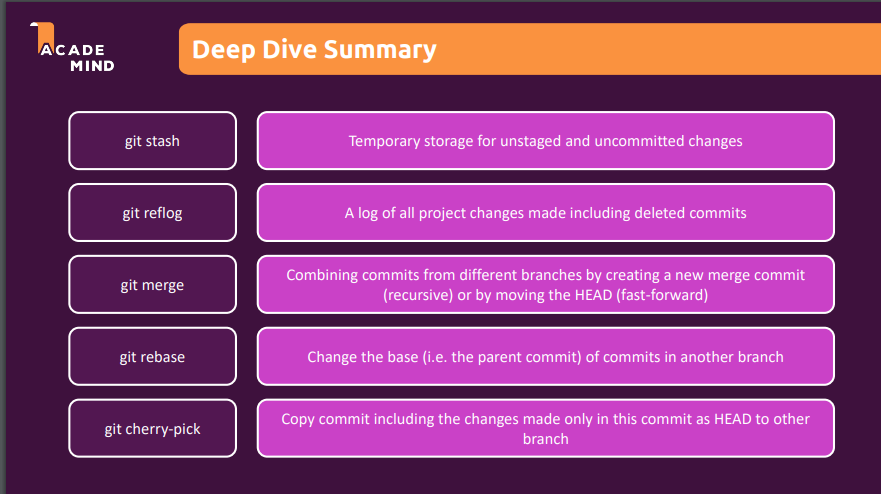 ACADE
MIND
Deep Dive Summary
git stash
Temporary storage for unstaged and uncommitted changes
git reflog
A log of all project changes made including deleted commits
git merge
Combining commits from different branches by creating a new merge commit
(recursive) or by moving the HEAD (fast-forward)
git rebase
Change the base (i.e. the parent commit) of commits in another branch
git cherry-pick
Copy commit including the changes made only in this commit as HEAD to other
branch